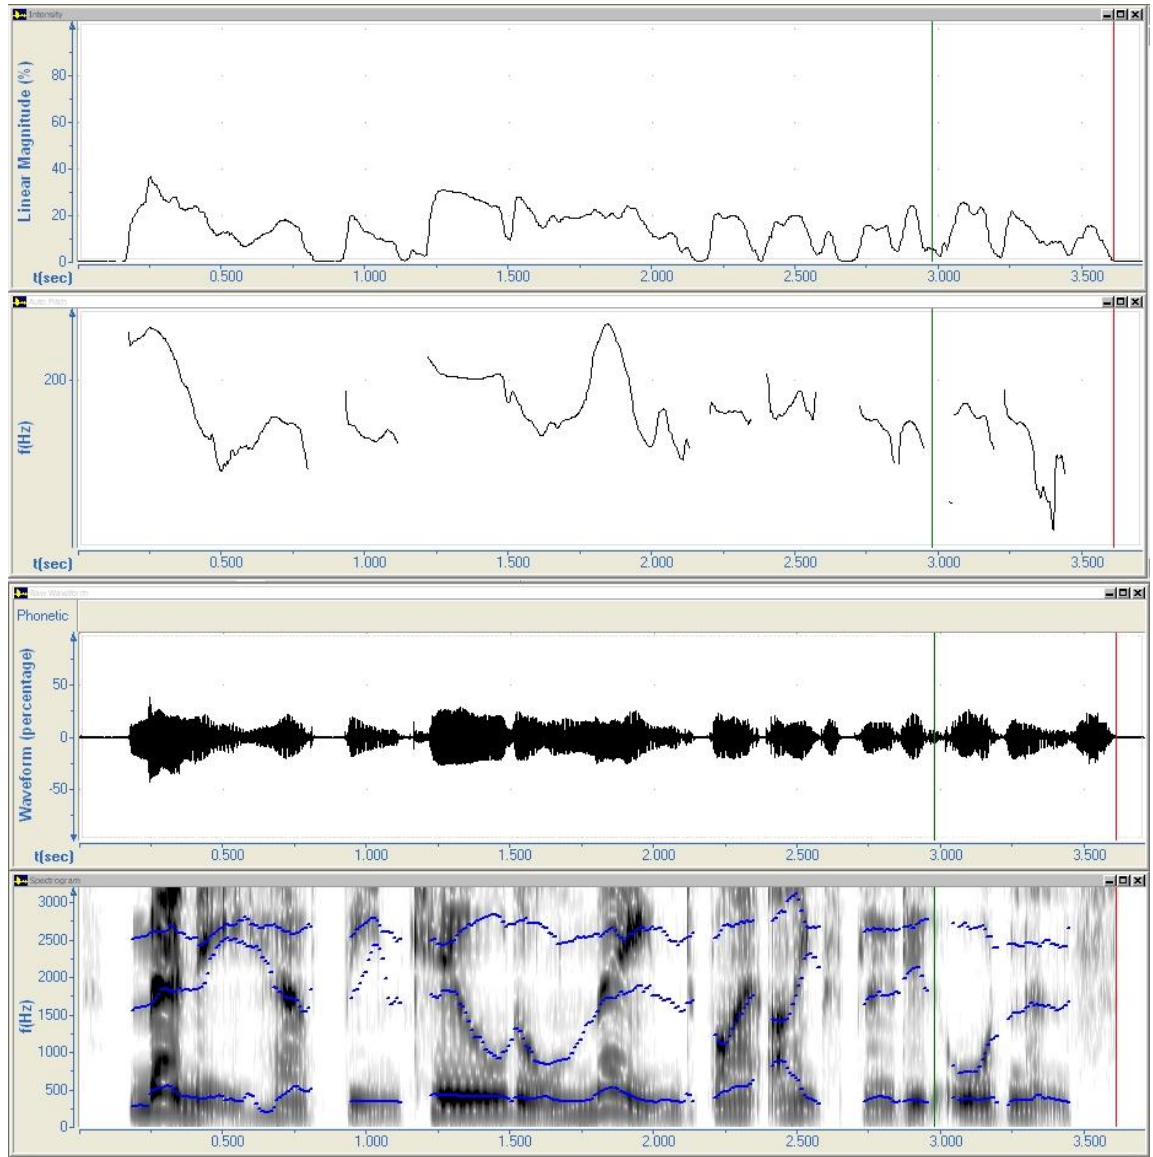 Intensity
Linear Magnitude (%)
80
60
40
20
0
t(sec) 0.500 1.000 1.500 2.000 2.500 3.000 3.500
Auto Pitch
f(Hz)
200
t(sec) 0.500 1.000 1.500 2.000 2.500 3.000 3.500
Raw Waveform
Phonetic
Waveform (percentage)
50
0
-50
t(sec) 0.500 1.000 1.500 2.000 2.500 3.000 3.500
Spectrogram
f(Hz)
3000
2500
2000
1500
1000
500
0
0.500 1.000 1.500 2.000 2.500 3.000 3.500